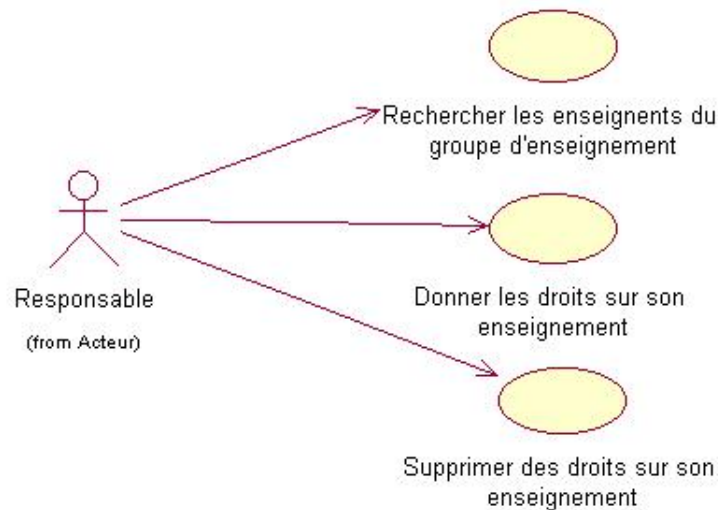 Rechercher les enseignents du
groupe d'enseignement
Responsable
(from Acteur)
Donner les droits sur son
enseignement
Supprimer des droits sur son
enseignement